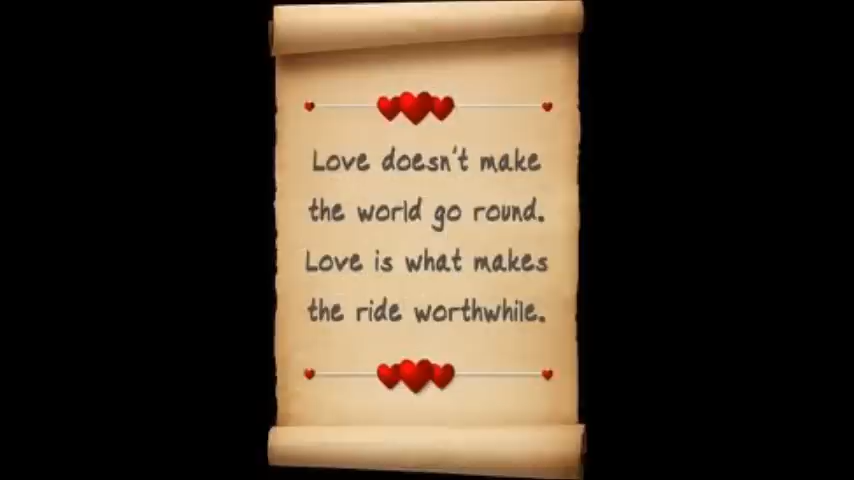 Love doesn't make
the world go round.
Love is what makes
the ride worthwhile.